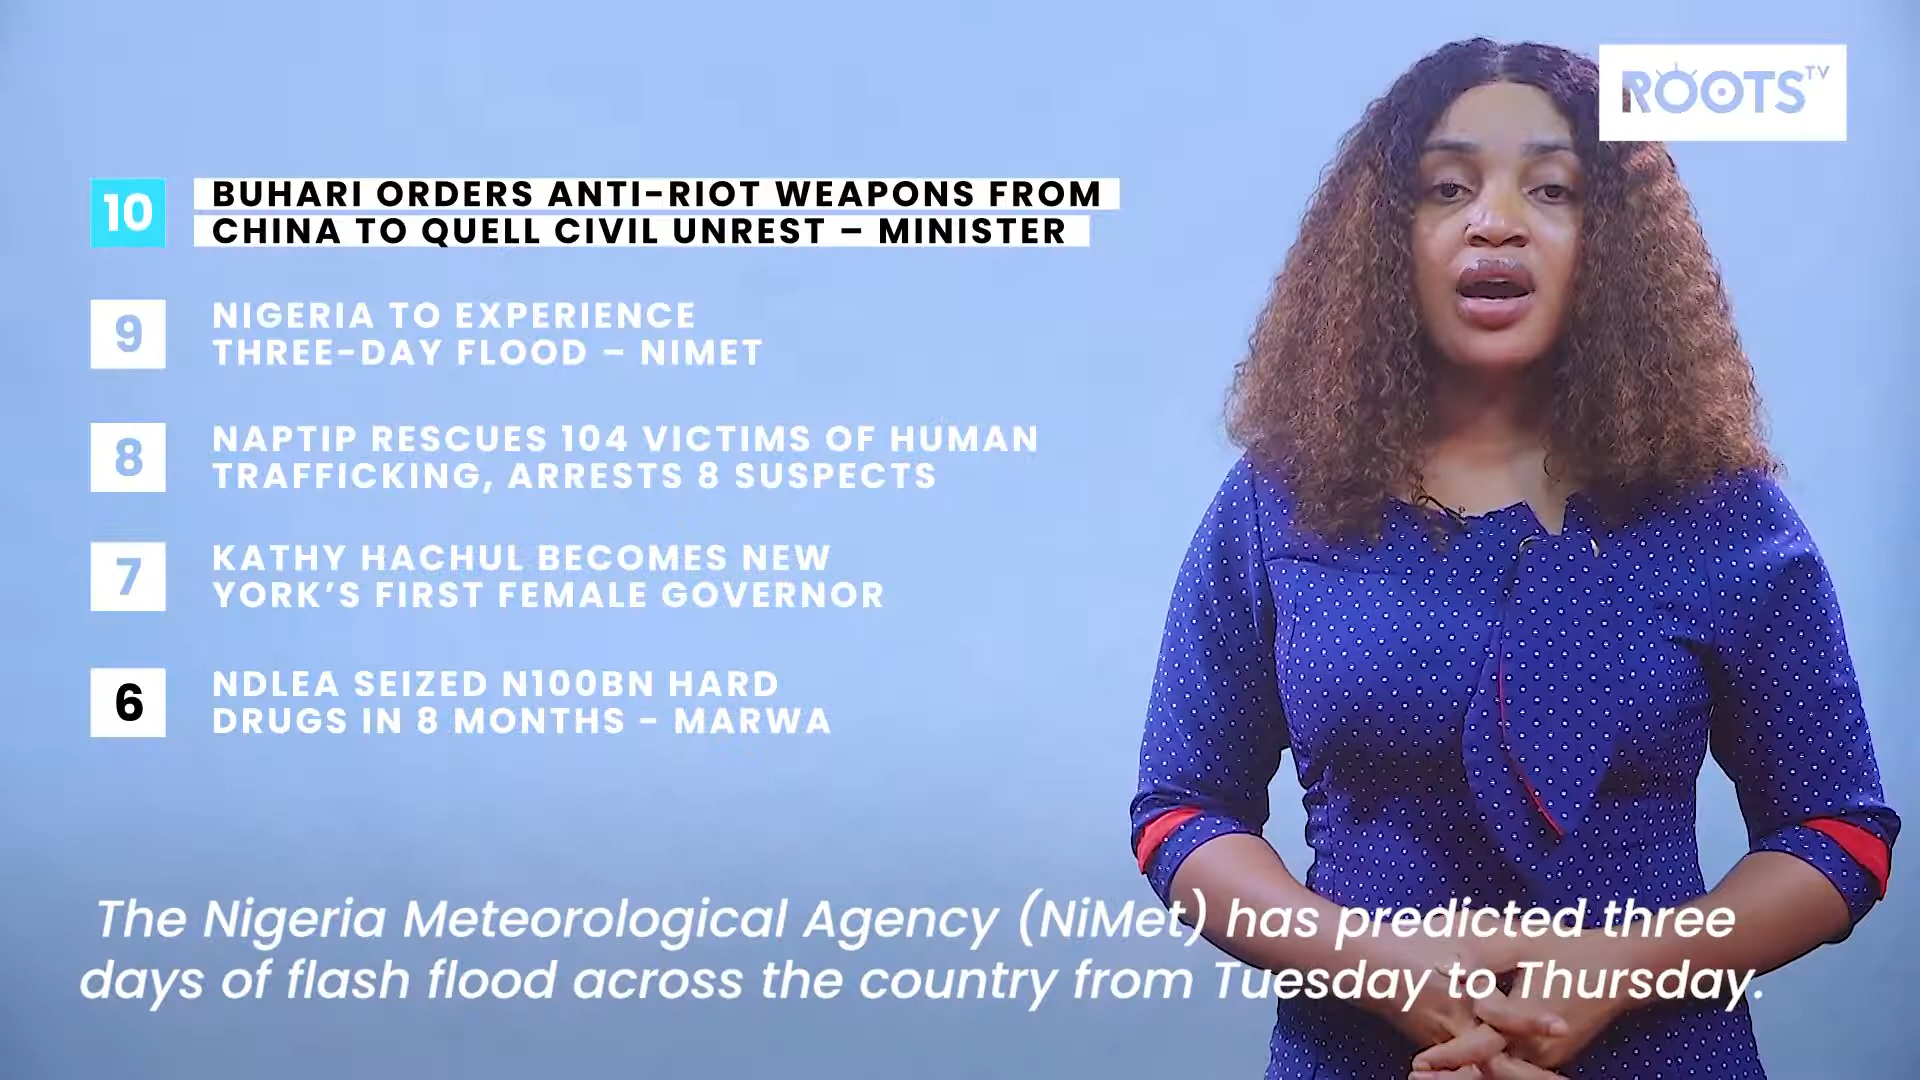 ROOTS TV
10
BUHARI ORDERS ANTI-RIOT WEAPONS FROM
CHINA TO QUELL CIVIL UNREST – MINISTER
9
NIGERIA TO EXPERIENCE
THREE-DAY FLOOD – NIMET
8
NAPTIP RESCUES 104 VICTIMS OF HUMAN
TRAFFICKING, ARRESTS 8 SUSPECTS
7
KATHY HACHUL BECOMES NEW
YORK’S FIRST FEMALE GOVERNOR
6
NDLEA SEIZED N100BN HARD
DRUGS IN 8 MONTHS - MARWA
The Nigeria Meteorological Agency (NiMet) has predicted three
days of flash flood across the country from Tuesday to Thursday.